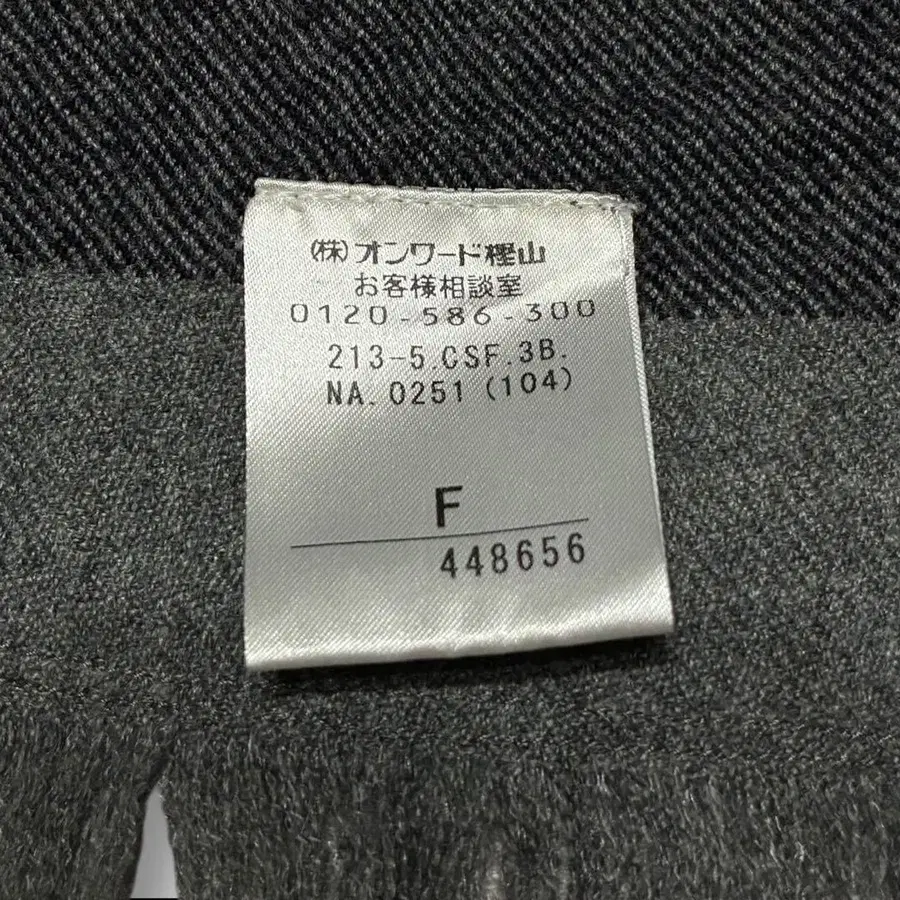 (株)オンワード樫山
お客様相談室
0120-586-300
213-5.CSF.3B.
NA.0251(104)
F
448656